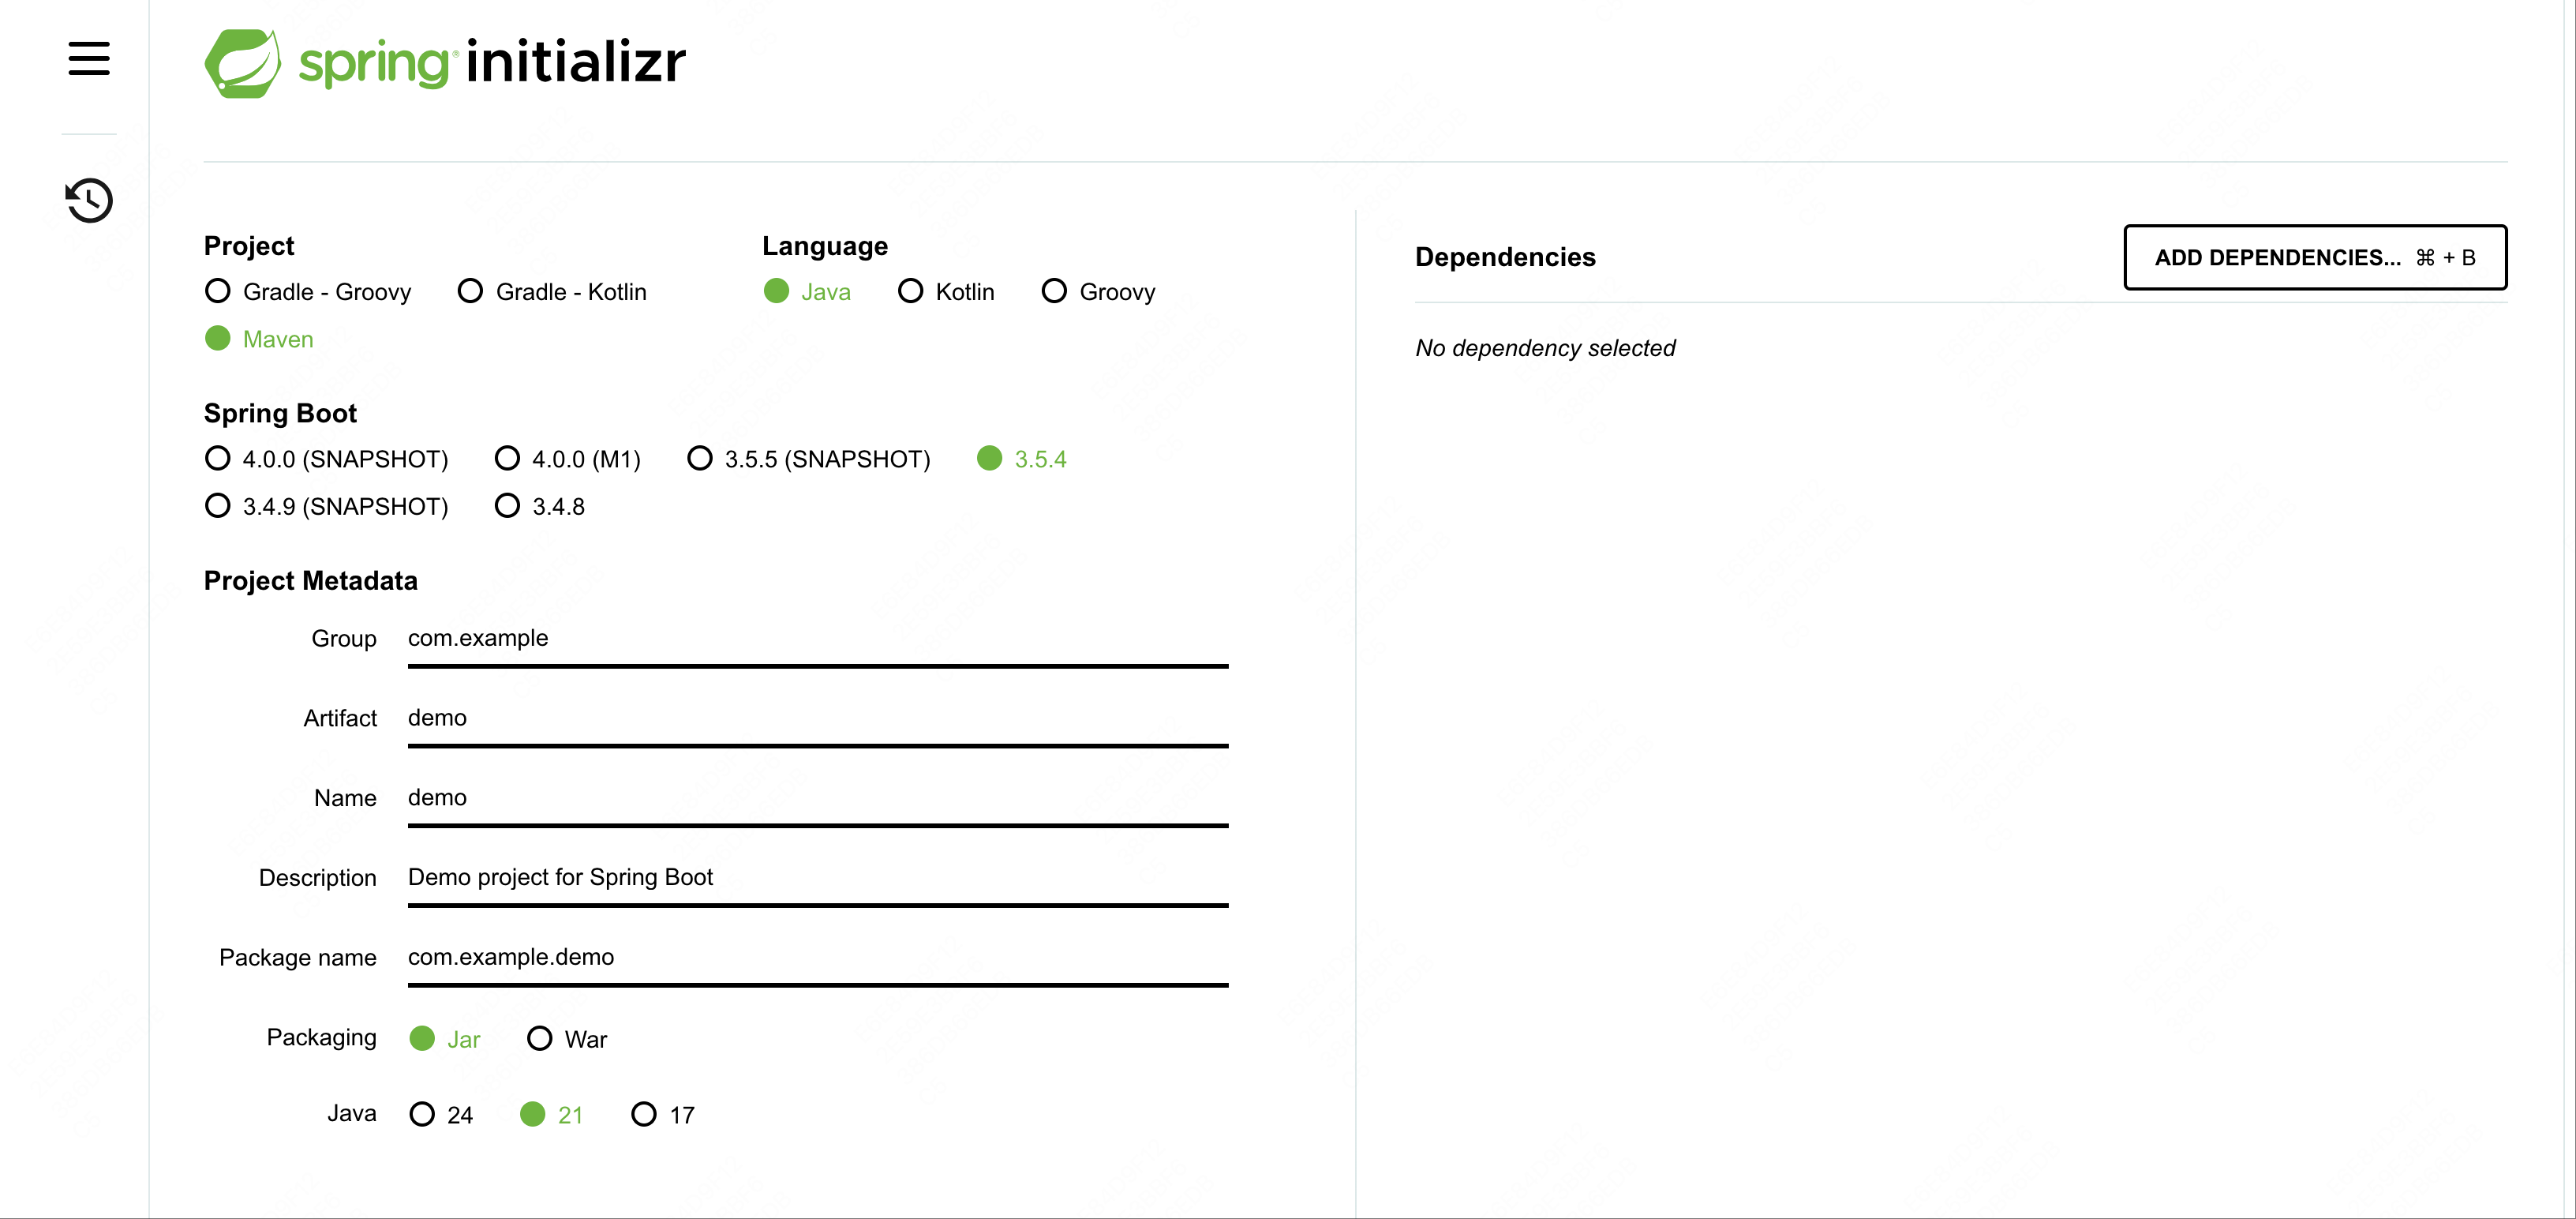 spring initializr
Project
Gradle - Groovy Gradle - Kotlin
Maven
Language
Java Kotlin Groovy
Spring Boot
4.0.0 (SNAPSHOT) 4.0.0 (M1) 3.5.5 (SNAPSHOT) 3.5.4
3.4.9 (SNAPSHOT) 3.4.8
Project Metadata
Group com.example
Artifact demo
Name demo
Description Demo project for Spring Boot
Package name com.example.demo
Packaging Jar War
Java 24 21 17
Dependencies
ADD DEPENDENCIES... ⌘ + B
No dependency selected